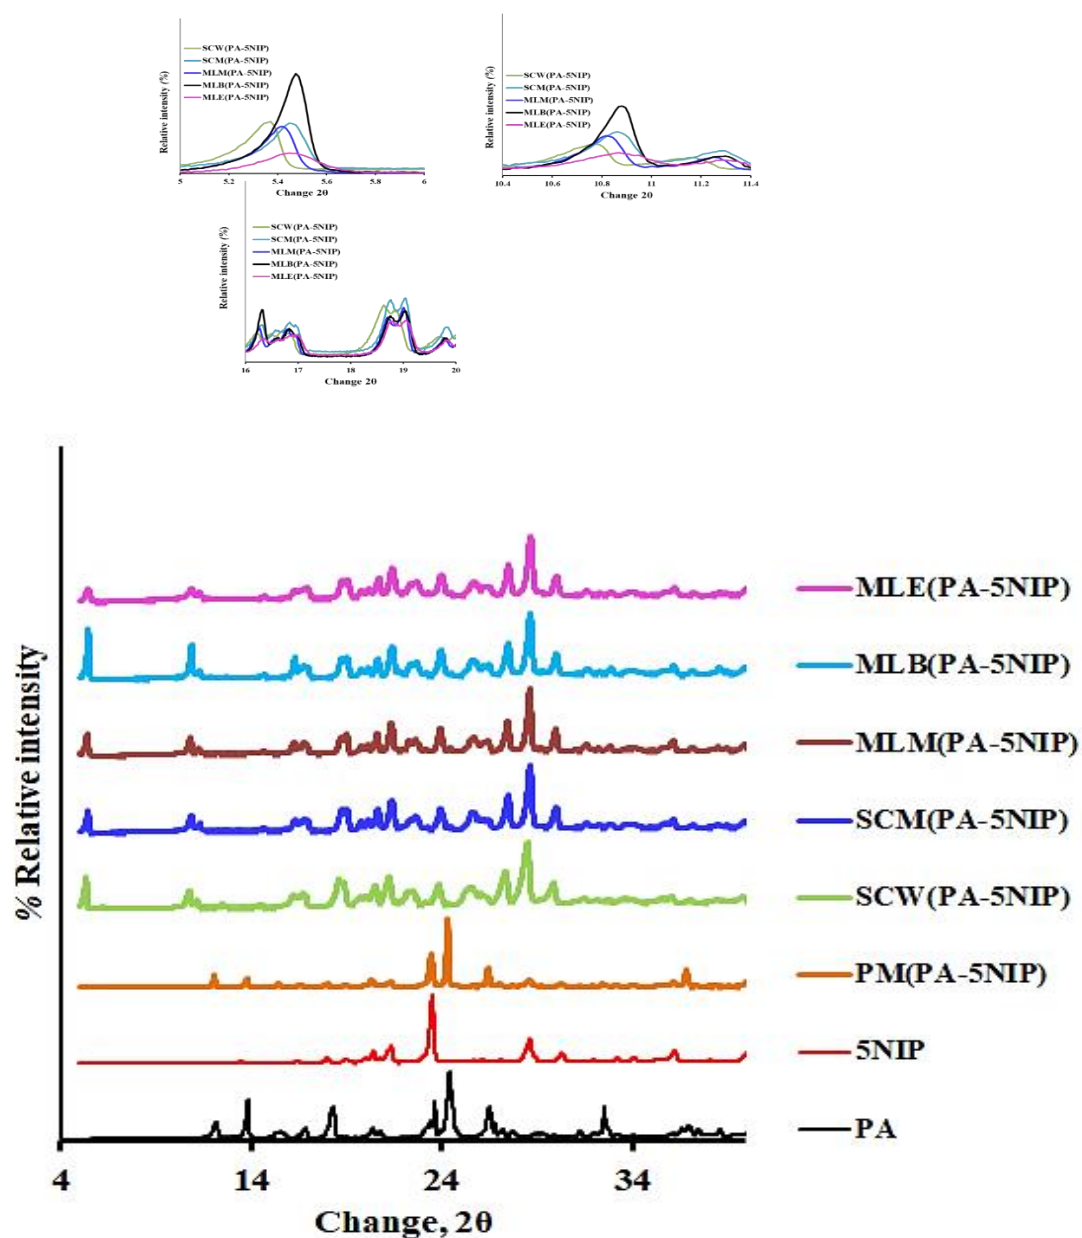 Relative intensity (%)
SCW(PA-5NIP)
SCM(PA-5NIP)
MLM(PA-5NIP)
MLB(PA-5NIP)
MLE(PA-5NIP)
5 5.2 5.4 5.6 5.8 6
Change 2θ
Relative intensity (%)
SCW(PA-5NIP)
SCM(PA-5NIP)
MLM(PA-5NIP)
MLB(PA-5NIP)
MLE(PA-5NIP)
10.4 10.6 10.8 11 11.2 11.4
Change 2θ
Relative intensity (%)
SCW(PA-5NIP)
SCM(PA-5NIP)
MLM(PA-5NIP)
MLB(PA-5NIP)
MLE(PA-5NIP)
16 17 18 19 20
Change 2θ
% Relative intensity
MLE(PA-5NIP)
MLB(PA-5NIP)
MLM(PA-5NIP)
SCM(PA-5NIP)
SCW(PA-5NIP)
PM(PA-5NIP)
5NIP
PA
4 14 24 34
Change, 2θ